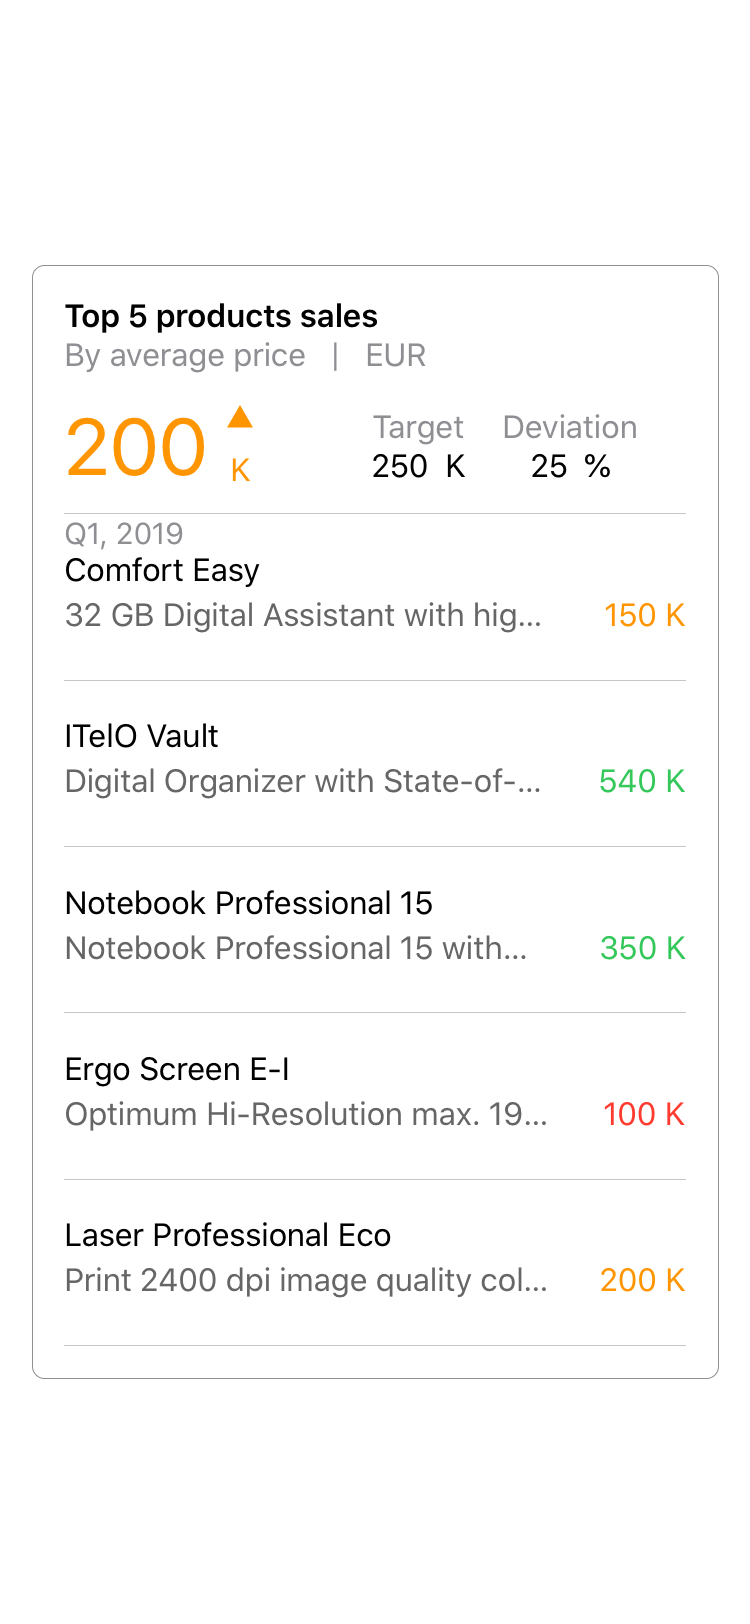 Top 5 products sales
By average price | EUR
200 K
Target Deviation
250 K 25 %
Q1, 2019
Comfort Easy
32 GB Digital Assistant with hig... 150 K
ITelO Vault
Digital Organizer with State-of-... 540 K
Notebook Professional 15
Notebook Professional 15 with... 350 K
Ergo Screen E-I
Optimum Hi-Resolution max. 19... 100 K
Laser Professional Eco
Print 2400 dpi image quality col... 200 K